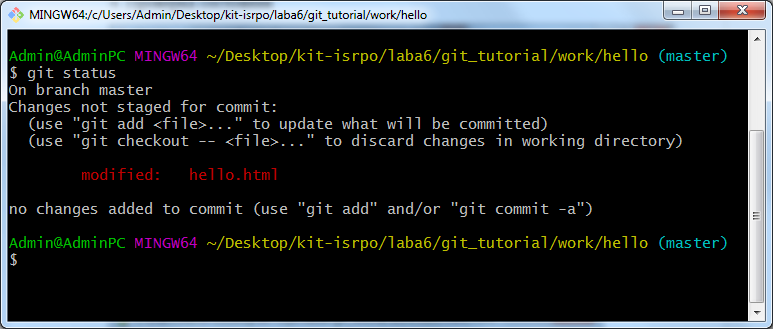 MINGW64:/c/Users/Admin/Desktop/kit-isrpo/laba6/git_tutorial/work/hello
Admin@AdminPC MINGW64 ~/Desktop/kit-isrpo/laba6/git_tutorial/work/hello (master)
$ git status
On branch master
Changes not staged for commit:
  (use "git add <file>..." to update what will be committed)
  (use "git checkout -- <file>..." to discard changes in working directory)
        modified:   hello.html
no changes added to commit (use "git add" and/or "git commit -a")
Admin@AdminPC MINGW64 ~/Desktop/kit-isrpo/laba6/git_tutorial/work/hello (master)
$